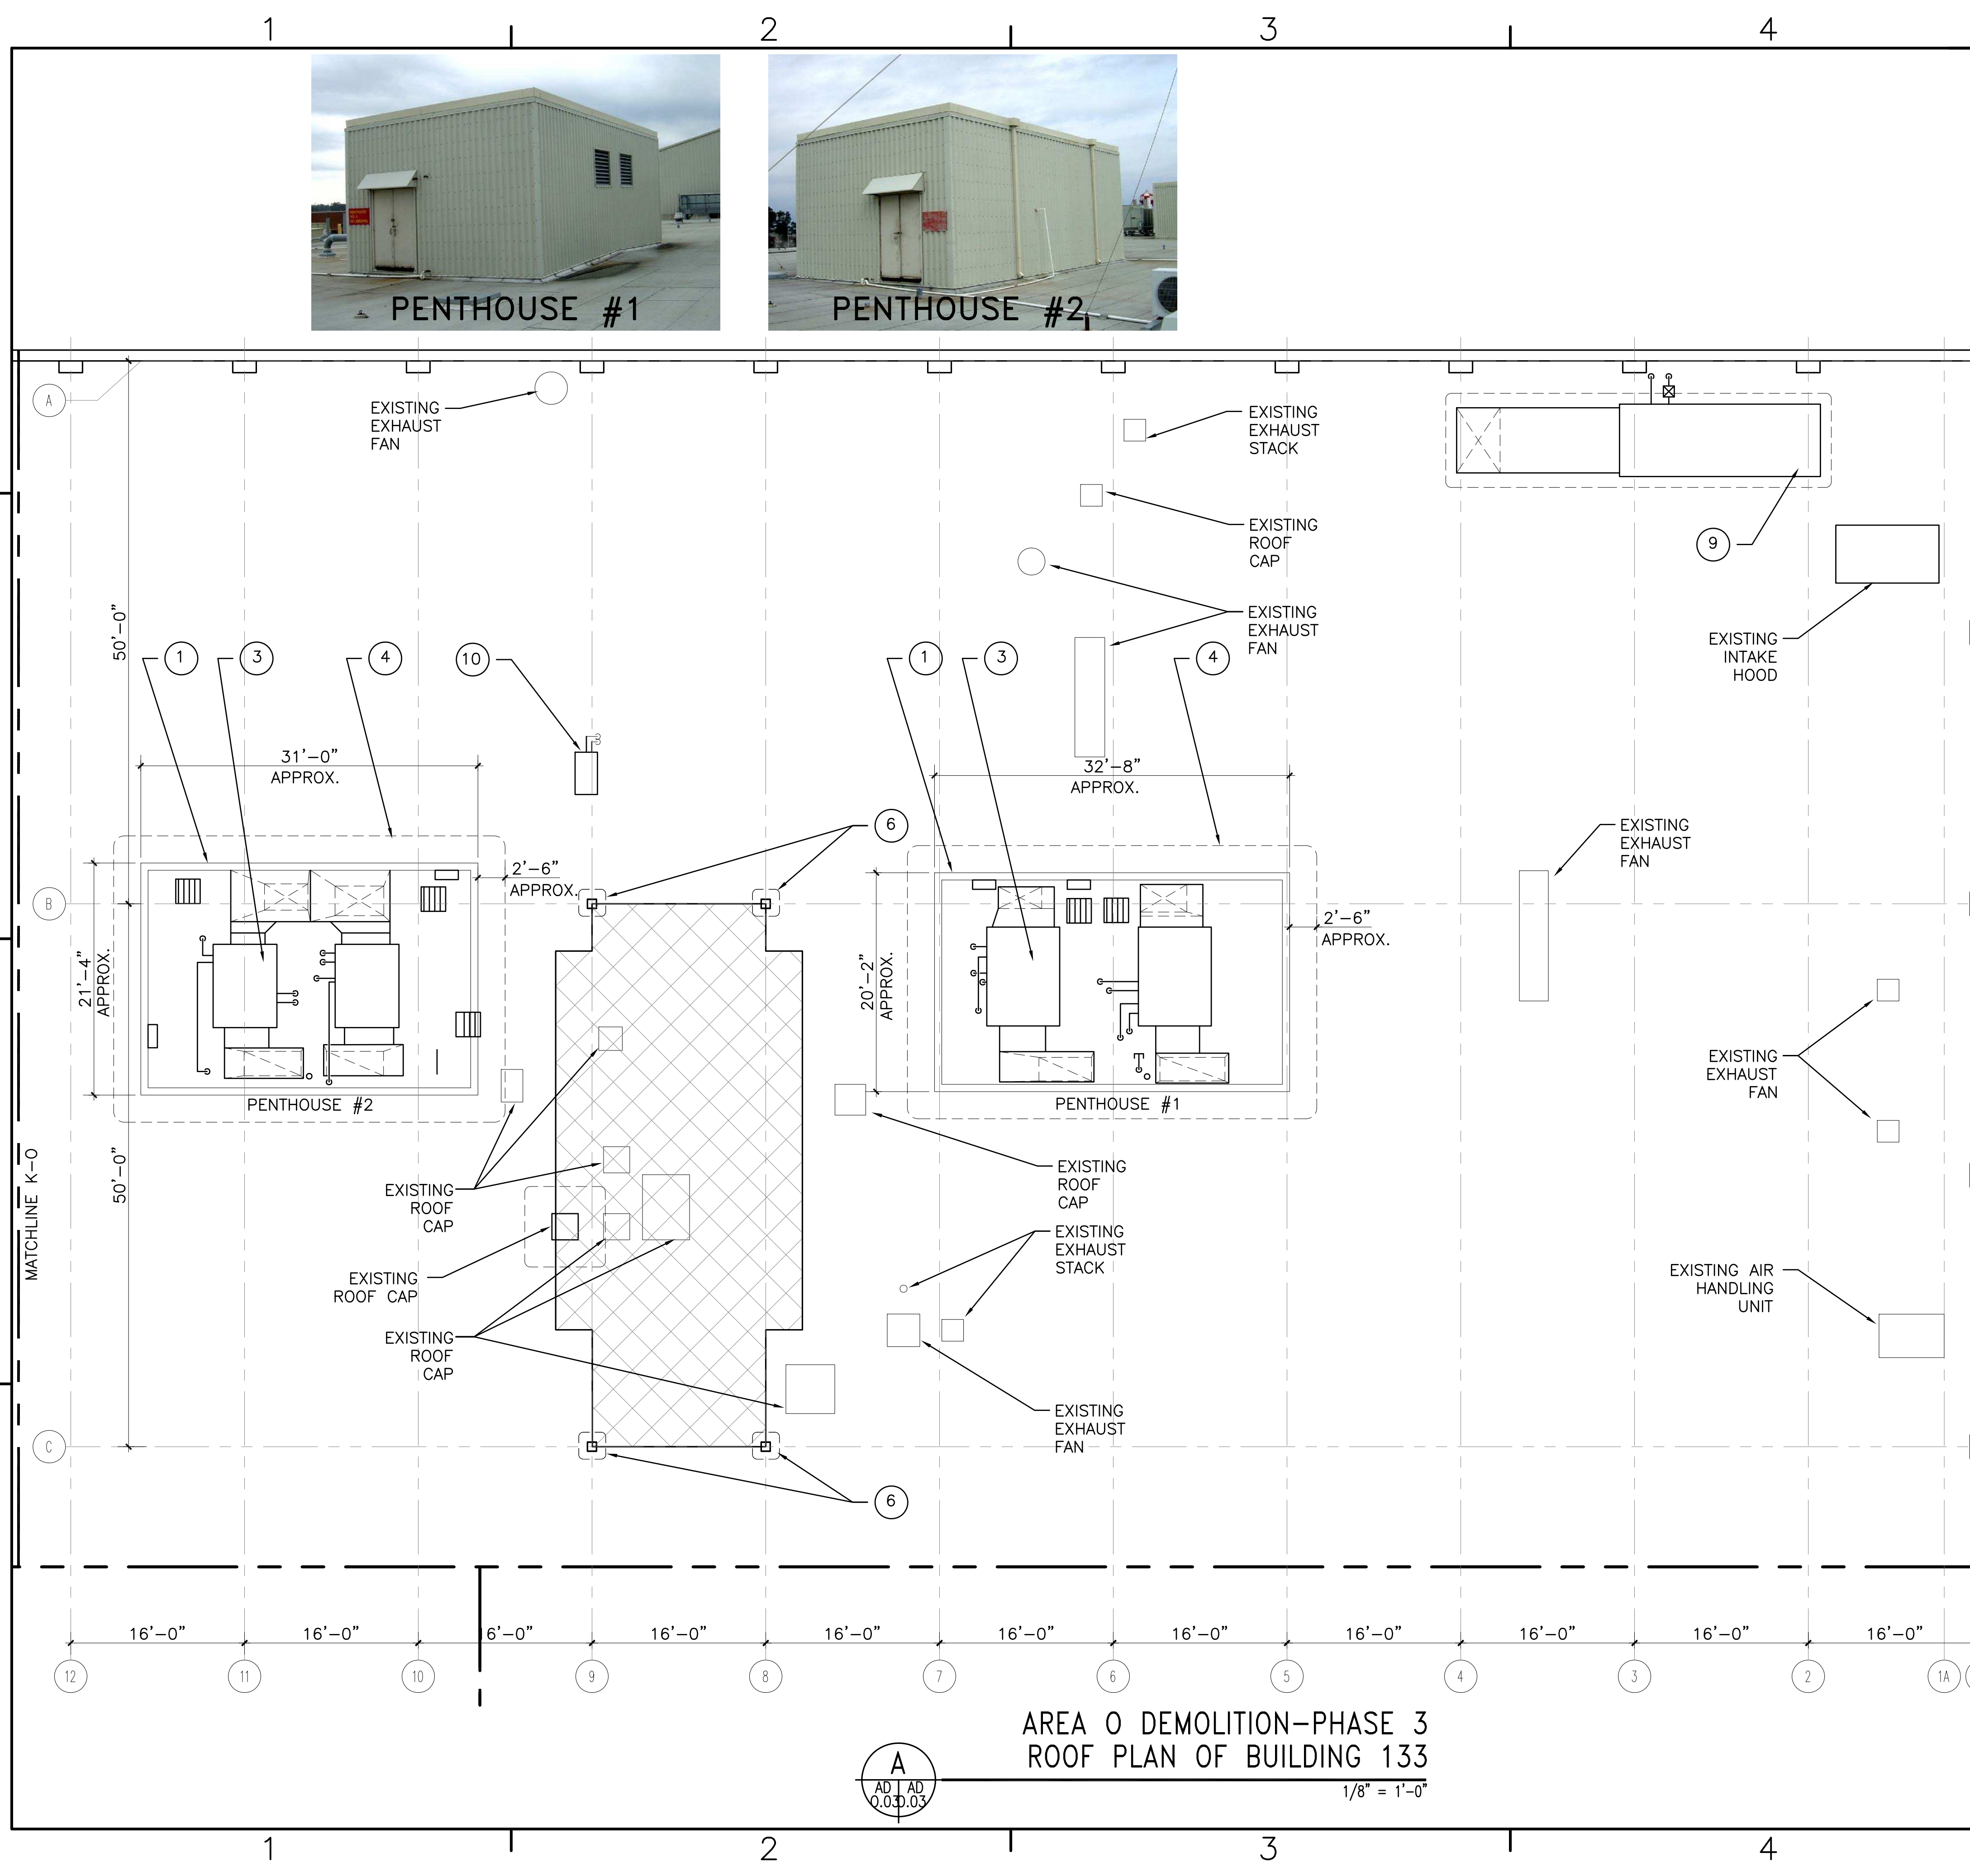 1
2
3
4
PENTHOUSE #1
PENTHOUSE #2
A
EXISTING
EXHAUST
FAN
EXISTING
EXHAUST
STACK
EXISTING
ROOF
CAP
9
50'-0"
EXISTING
EXHAUST
FAN
EXISTING
INTAKE
HOOD
1
3
4
10
1
3
4
31'-0"
APPROX.
32'-8"
APPROX.
6
EXISTING
EXHAUST
FAN
2'-6"
APPROX.
B
2'-6"
APPROX.
21'-4"
APPROX.
20'-2"
APPROX.
T
PENTHOUSE #2
PENTHOUSE #1
EXISTING
EXHAUST
FAN
MATCHLINE K-O
50'-0"
EXISTING
ROOF
CAP
EXISTING
ROOF
CAP
EXISTING
ROOF CAP
EXISTING
EXHAUST
STACK
EXISTING AIR
HANDLING
UNIT
EXISTING
ROOF
CAP
EXISTING
EXHAUST
FAN
C
6
16'-0" 16'-0" 6'-0" 16'-0" 16'-0" 16'-0" 16'-0" 16'-0" 16'-0" 16'-0" 16'-0"
12 11 10 9 8 7 6 5 4 3 2 1A
AREA O DEMOLITION-PHASE 3
ROOF PLAN OF BUILDING 133
1/8" = 1'-0"
A
AD AD
0.03 0.03
1
2
3
4